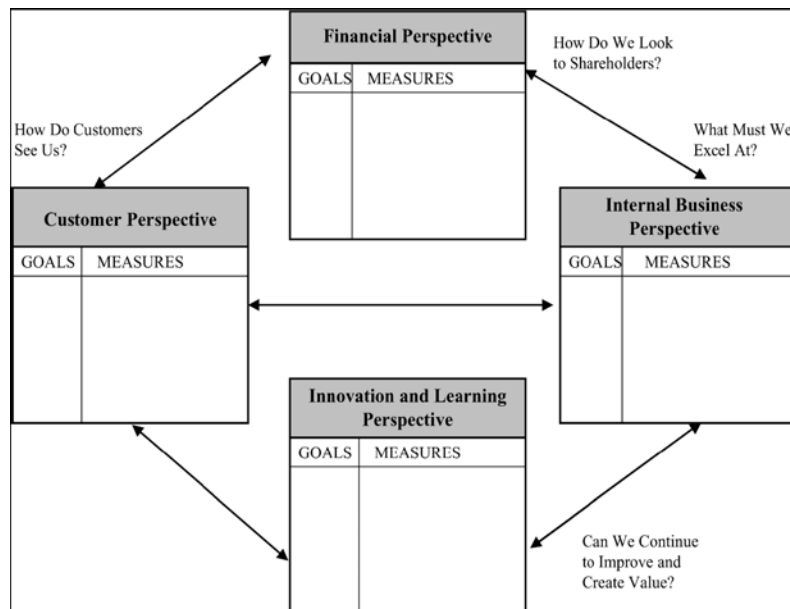 Financial Perspective
GOALS MEASURES
How Do We Look
to Shareholders?
How Do Customers
See Us?
What Must We
Excel At?
Customer Perspective
GOALS MEASURES
Internal Business
Perspective
GOALS MEASURES
Innovation and Learning
Perspective
GOALS MEASURES
Can We Continue
to Improve and
Create Value?